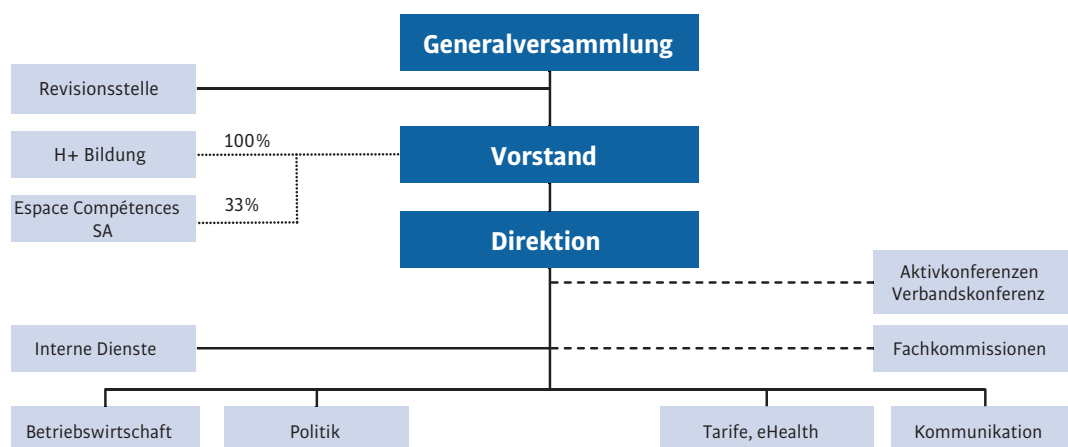 Generalversammlung
Revisionsstelle
H+ Bildung
100%
Vorstand
Espace Compétences
SA
33%
Direktion
Aktivkonferenzen
Verbandskonferenz
Interne Dienste
Fachkommissionen
Betriebswirtschaft
Politik
Tarife, eHealth
Kommunikation